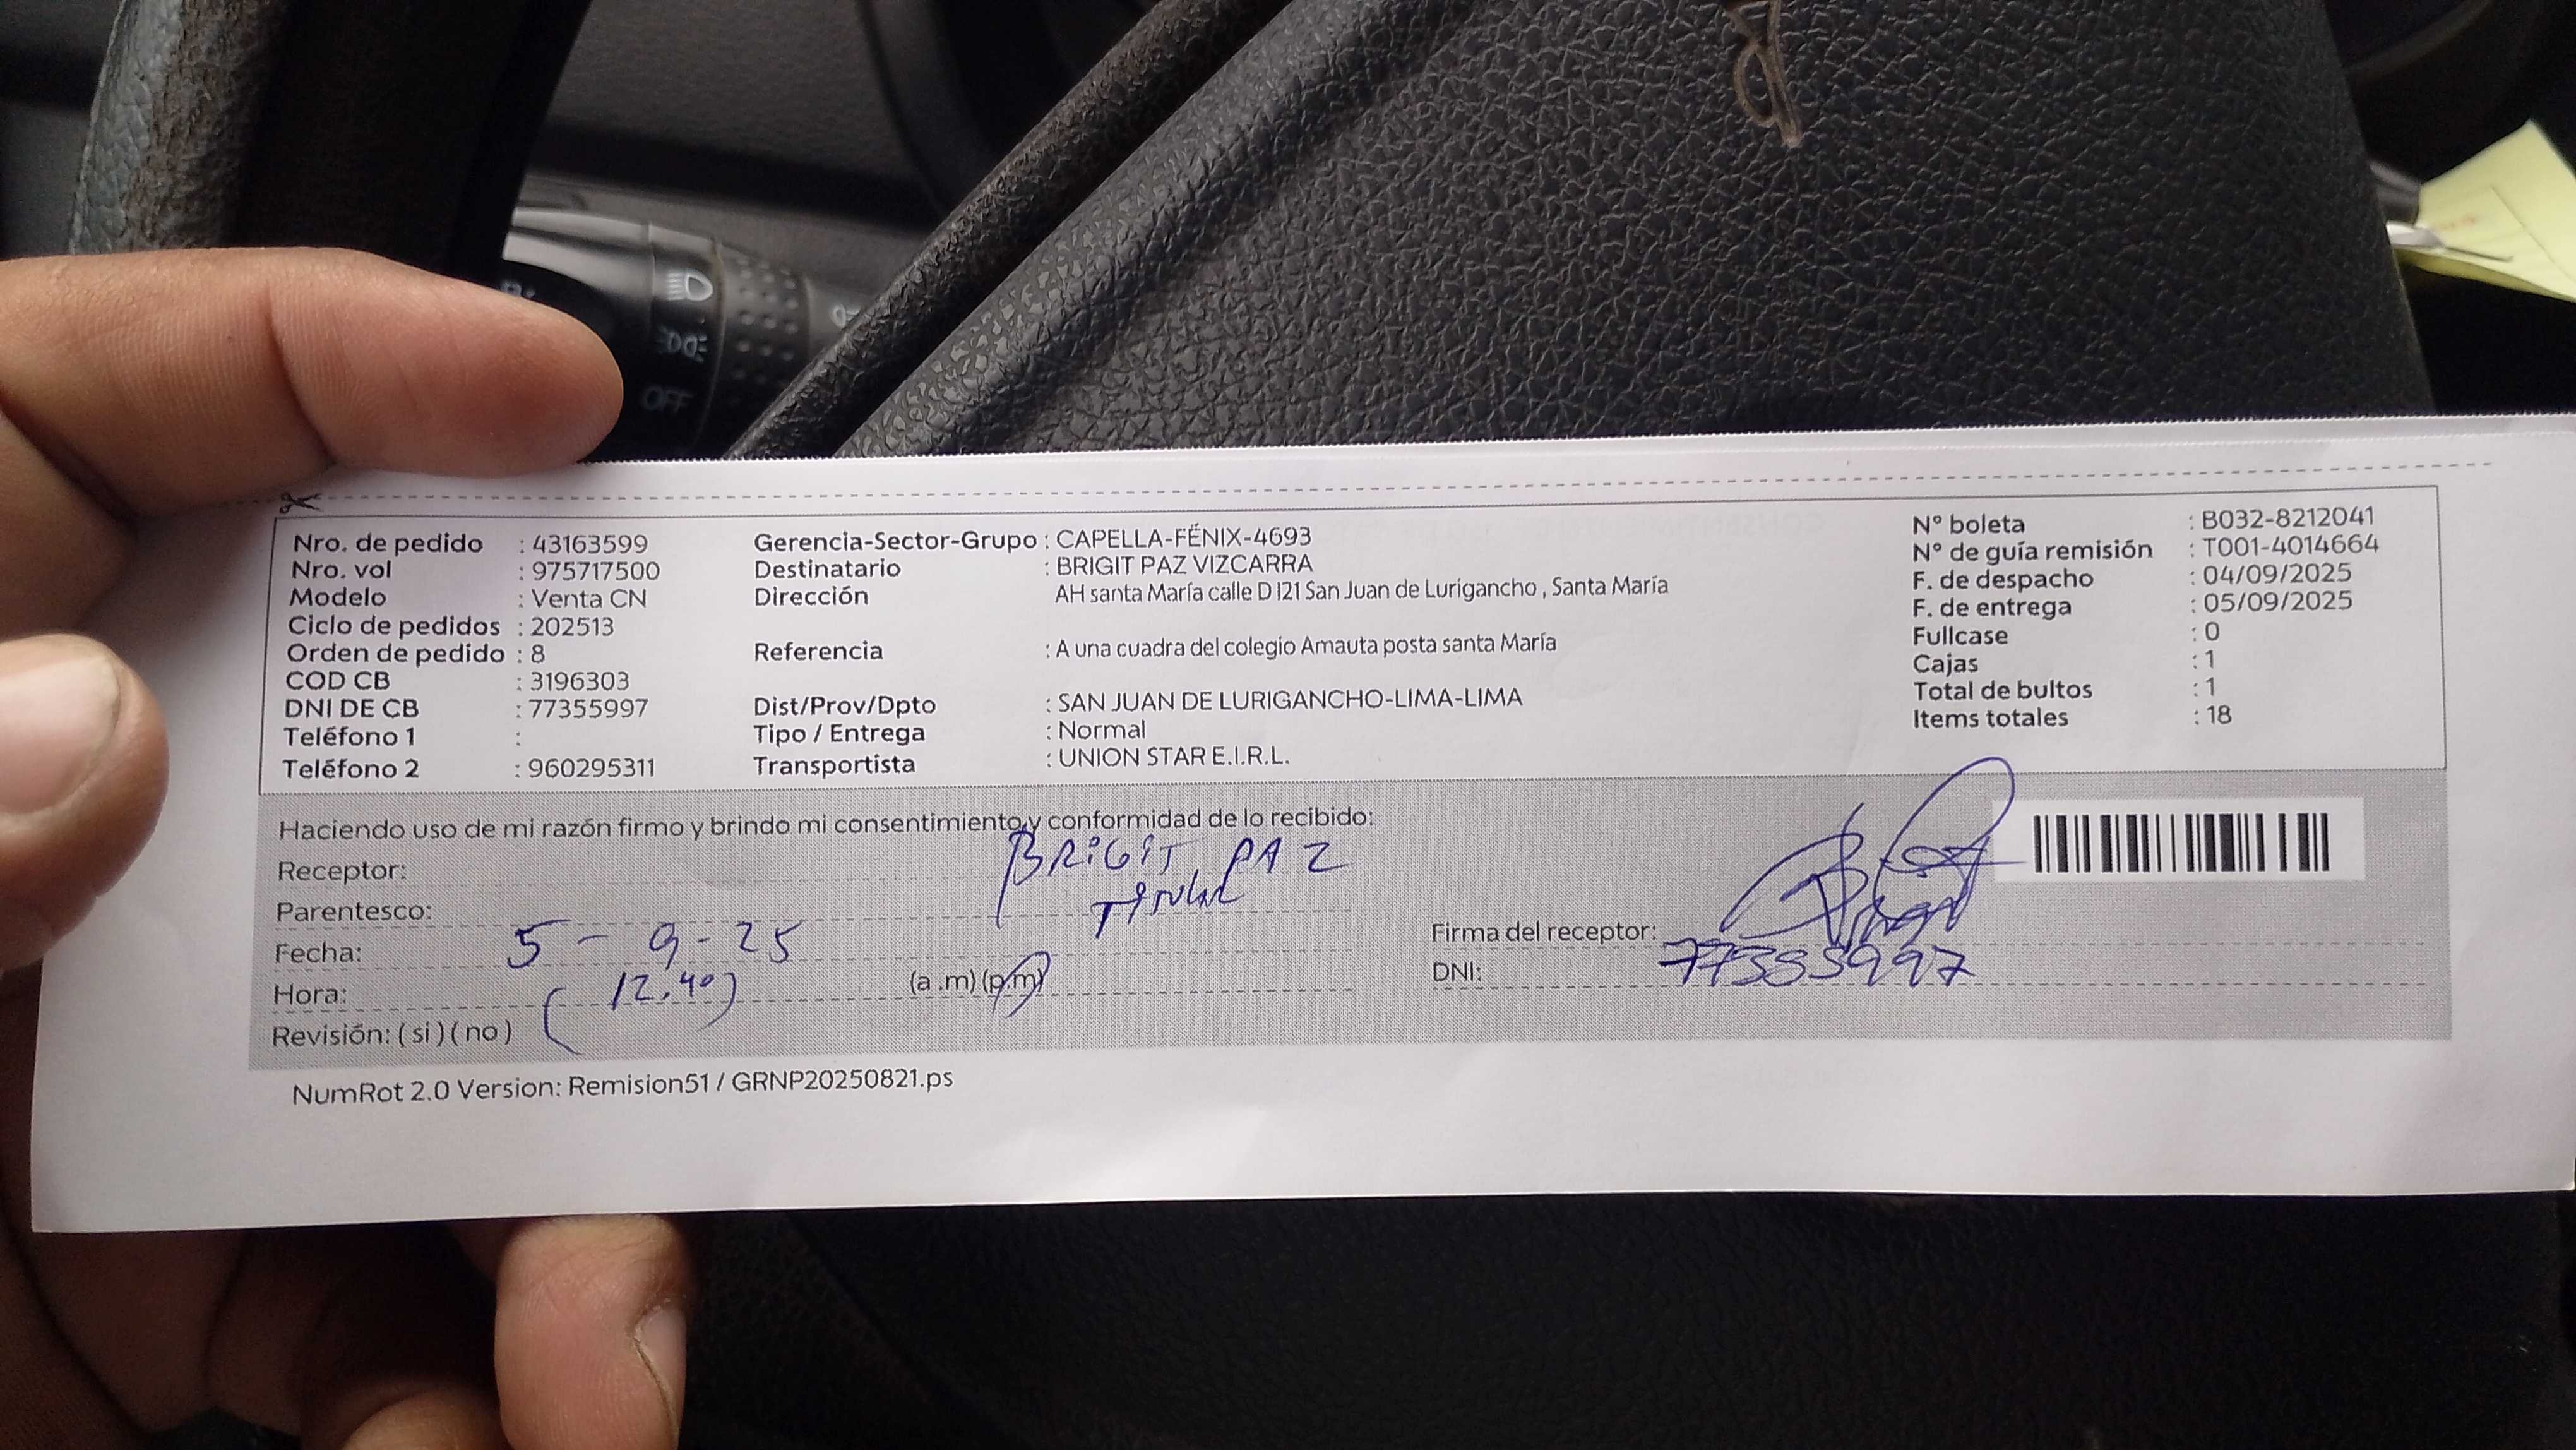 OFF
Nro. de pedido : 43163599
Nro. vol : 975717500
Modelo : Venta CN
Ciclo de pedidos : 202513
Orden de pedido : 8
COD CB : 3196303
DNI DE CB : 77355997
Teléfono 1 :
Teléfono 2 : 960295311
Gerencia-Sector-Grupo : CAPELLA-FÉNIX-4693
Destinatario : BRIGIT PAZ VIZCARRA
Dirección AH santa María calle D I21 San Juan de Lurigancho , Santa María
Referencia : A una cuadra del colegio Amauta posta santa María
Dist/Prov/Dpto : SAN JUAN DE LURIGANCHO-LIMA-LIMA
Tipo / Entrega : Normal
Transportista : UNION STAR E.I.R.L.
N° boleta : B032-8212041
N° de guía remisión : T001-4014664
F. de despacho : 04/09/2025
F. de entrega : 05/09/2025
Fullcase : 0
Cajas : 1
Total de bultos : 1
Items totales : 18
Haciendo uso de mi razón firmo y brindo mi consentimiento y conformidad de lo recibido:
Receptor: BRIGIT PAZ
Parentesco: Titular
Fecha: 5 - 9 - 25
Hora: (12.40) (a .m) (p.m)
Revisión: ( si ) ( no )
Firma del receptor:
DNI: 77355997
NumRot 2.0 Version: Remision51 / GRNP20250821.ps